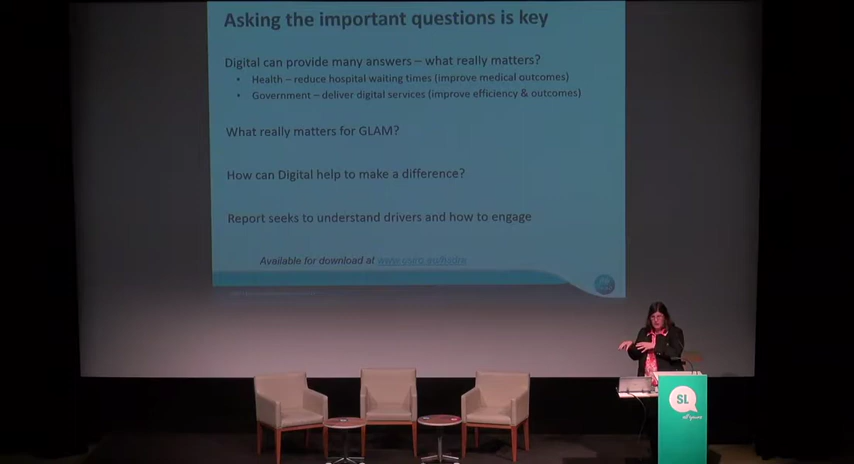 Asking the important questions is key
Digital can provide many answers – what really matters?
• Health – reduce hospital waiting times (improve medical outcomes)
• Government – deliver digital services (improve efficiency & outcomes)
What really matters for GLAM?
How can Digital help to make a difference?
Report seeks to understand drivers and how to engage
Available for download at
SL